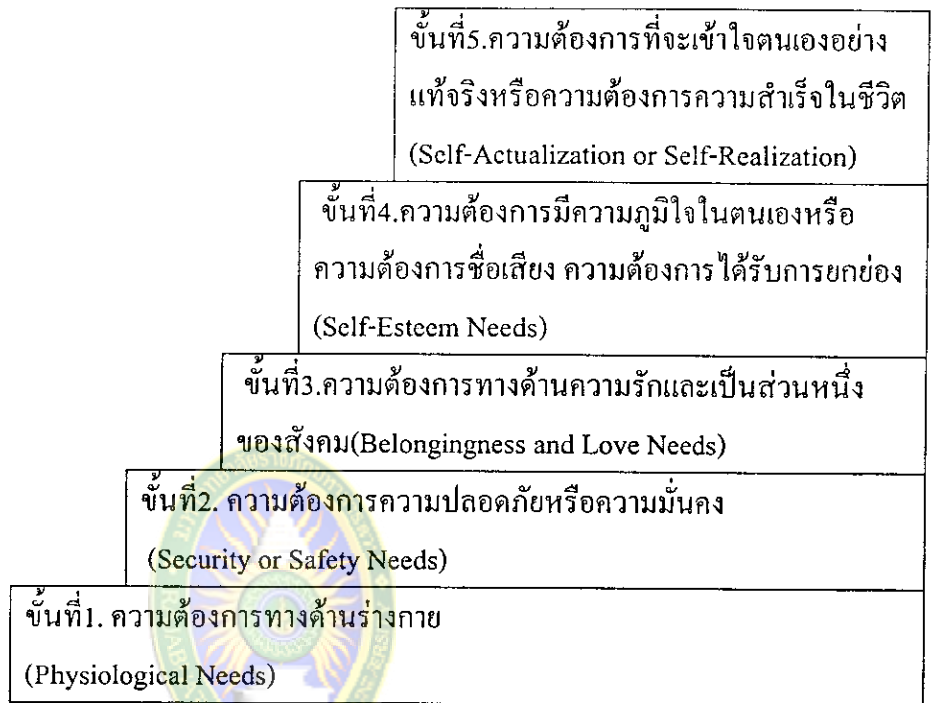 ขั้นที่5.ความต้องการที่จะเข้าใจตนเองอย่าง
แท้จริงหรือความต้องการความสำเร็จในชีวิต
(Self-Actualization or Self-Realization)
ขั้นที่4.ความต้องการมีความภูมิใจในตนเองหรือ
ความต้องการชื่อเสียง ความต้องการได้รับการยกย่อง
(Self-Esteem Needs)
ขั้นที่3.ความต้องการทางด้านความรักและเป็นส่วนหนึ่ง
ของสังคม(Belongingness and Love Needs)
ขั้นที่2. ความต้องการความปลอดภัยหรือความมั่นคง
(Security or Safety Needs)
ขั้นที่1. ความต้องการทางด้านร่างกาย
(Physiological Needs)